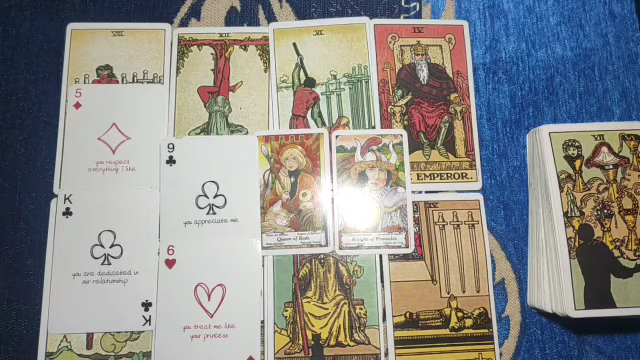 VII
XII
VI
IV
5
you respect
everything I like
9
you appreciate me
EMPEROR.
VII
K
you are dedicated in
our relationship
K
6
you treat me like
your princess
Queen of Rods
Knight of Pentacles
IV